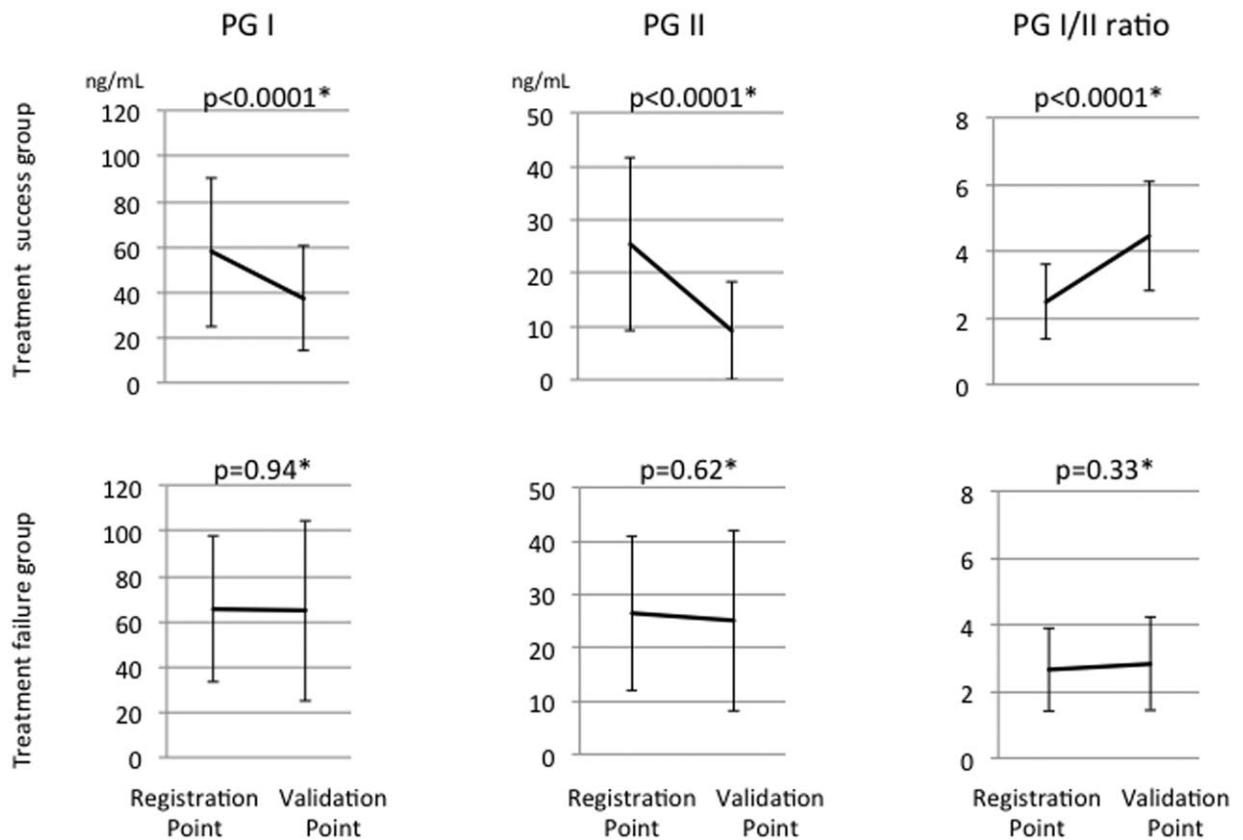 PG I
PG II
PG I/II ratio
Treatment success group
ng/mL
p<0.0001*
120
100
80
60
40
20
0
ng/mL
p<0.0001*
50
40
30
20
10
0
p<0.0001*
8
6
4
2
0
Treatment failure group
p=0.94*
120
100
80
60
40
20
0
Registration
Point
Validation
Point
p=0.62*
50
40
30
20
10
0
Registration
Point
Validation
Point
p=0.33*
8
6
4
2
0
Registration
Point
Validation
Point